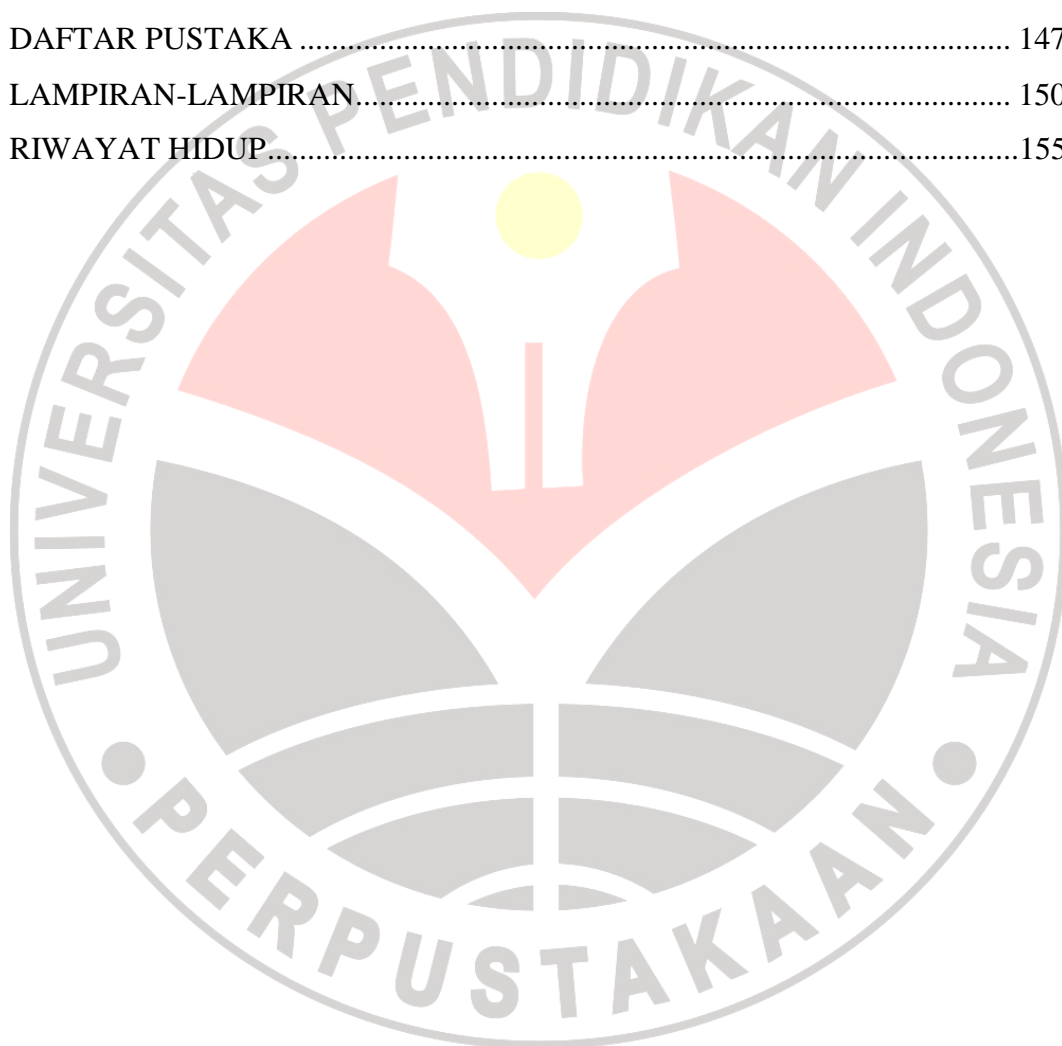 DAFTAR PUSTAKA ............................................................................................... 147
LAMPIRAN-LAMPIRAN....................................................................................... 150
RIWAYAT HIDUP....................................................................................................155
UNIVERSITAS PENDIDIKAN INDONESIA
PERPUSTAKAAN